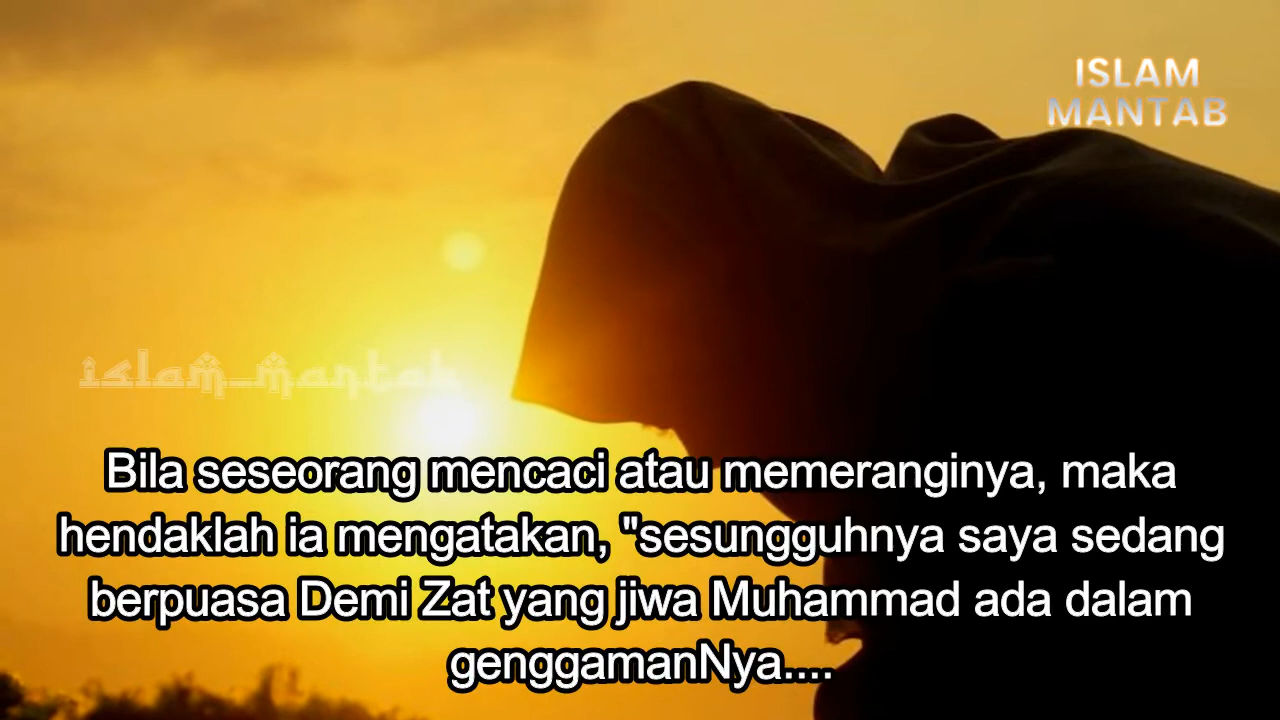 ISLAM
MANTAB
islam_mantab
Bila seseorang mencaci atau memeranginya, maka
hendaklah ia mengatakan, "sesungguhnya saya sedang
berpuasa Demi Zat yang jiwa Muhammad ada dalam
genggamanNya....